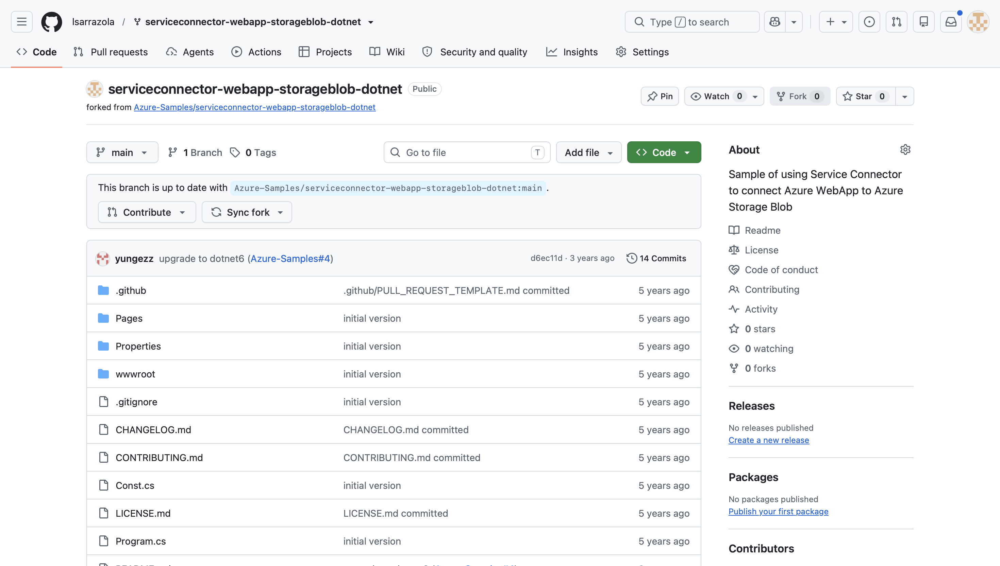 lsarrazola / serviceconnector-webapp-storageblob-dotnet
Type / to search
Code
Pull requests
Agents
Actions
Projects
Wiki
Security and quality
Insights
Settings
serviceconnector-webapp-storageblob-dotnet Public
forked from Azure-Samples/serviceconnector-webapp-storageblob-dotnet
Pin
Watch 0
Fork 0
Star 0
main
1 Branch
0 Tags
Go to file T
Add file
Code
This branch is up to date with Azure-Samples/serviceconnector-webapp-storageblob-dotnet:main.
Contribute
Sync fork
yungezz upgrade to dotnet6 (Azure-Samples#4) d6ec11d · 3 years ago 14 Commits
.github .github/PULL_REQUEST_TEMPLATE.md committed 5 years ago
Pages initial version 5 years ago
Properties initial version 5 years ago
wwwroot initial version 5 years ago
.gitignore initial version 5 years ago
CHANGELOG.md CHANGELOG.md committed 5 years ago
CONTRIBUTING.md CONTRIBUTING.md committed 5 years ago
Const.cs initial version 5 years ago
LICENSE.md LICENSE.md committed 5 years ago
Program.cs initial version 5 years ago
About
Sample of using Service Connector
to connect Azure WebApp to Azure
Storage Blob
Readme
License
Code of conduct
Contributing
Activity
0 stars
0 watching
0 forks
Releases
No releases published
Create a new release
Packages
No packages published
Publish your first package
Contributors